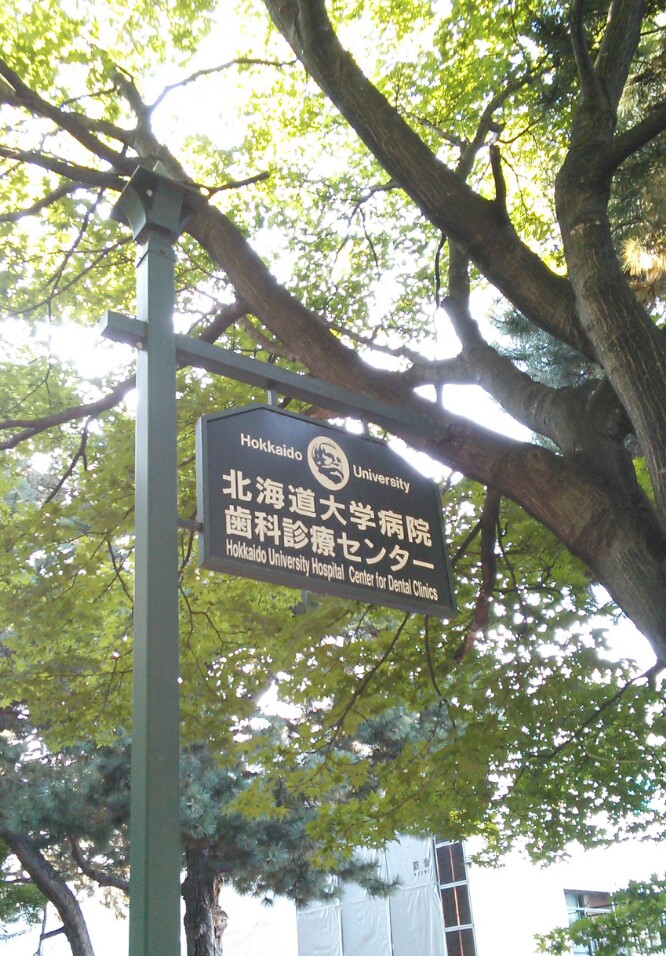 Hokkaido University
北海道大学病院
歯科診療センター
Hokkaido University Hospital Center for Dental Clinics